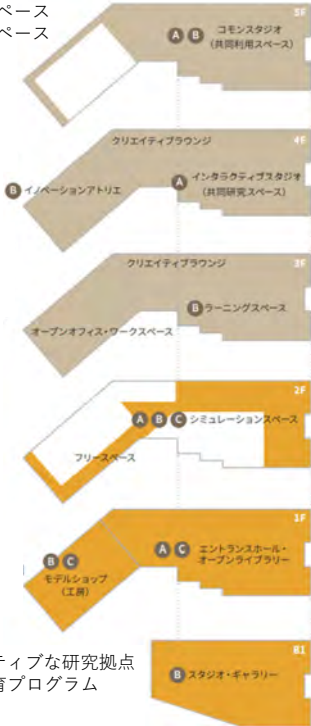 ペース
ペース
5F
A B コモンスタジオ
(共同利用スペース)
クリエイティブラウンジ
4F
B イノベーションアトリエ
A インタラクティブスタジオ
(共同研究スペース)
クリエイティブラウンジ
3F
B ラーニングスペース
オープンオフィス・ワークスペース
2F
A B C シミュレーションスペース
フリースペース
1F
B C
モデルショップ
(工房)
A C エントランスホール・
オープンライブラリー
ティブな研究拠点
育プログラム
B1
B スタジオ・ギャラリー